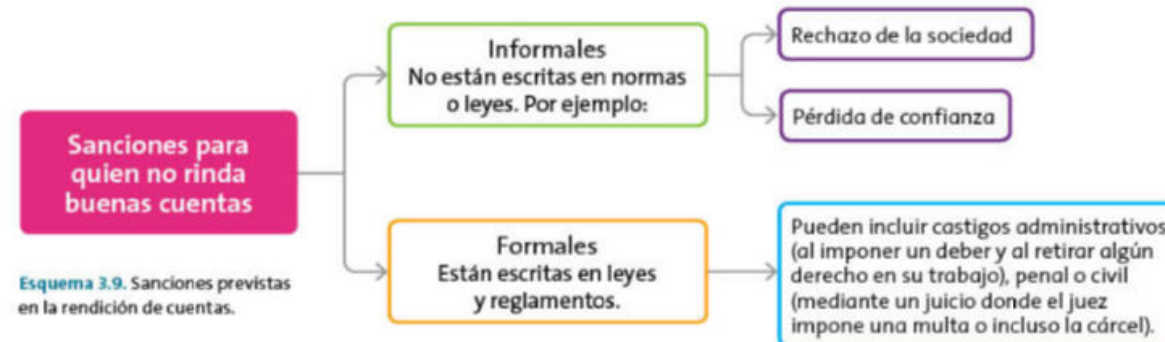 Sanciones para
quien no rinda
buenas cuentas
Esquema 3.9. Sanciones previstas
en la rendición de cuentas.
Informales
No están escritas en normas
o leyes. Por ejemplo:
Rechazo de la sociedad
Pérdida de confianza
Formales
Están escritas en leyes
y reglamentos.
Pueden incluir castigos administrativos
(al imponer un deber y al retirar algún
derecho en su trabajo), penal o civil
(mediante un juicio donde el juez
impone una multa o incluso la cárcel).